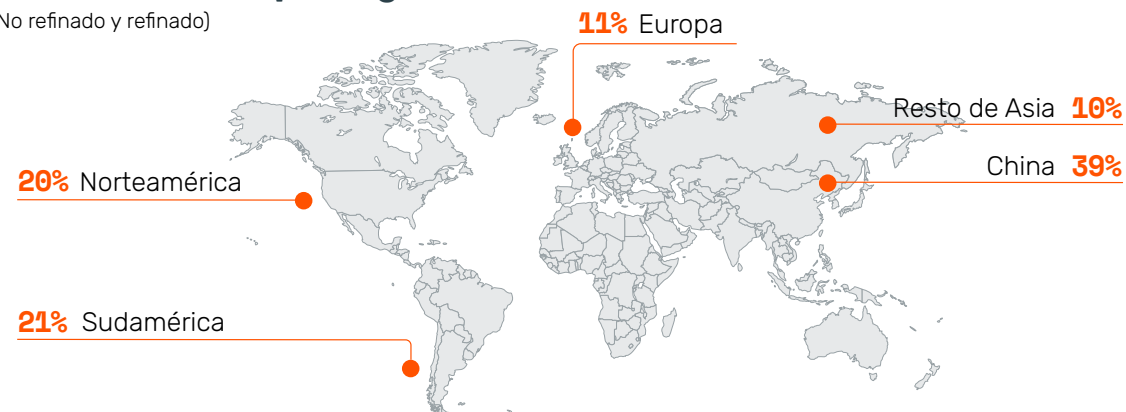 No refinado y refinado)
11% Europa
Resto de Asia 10%
China 39%
20% Norteamérica
21% Sudamérica